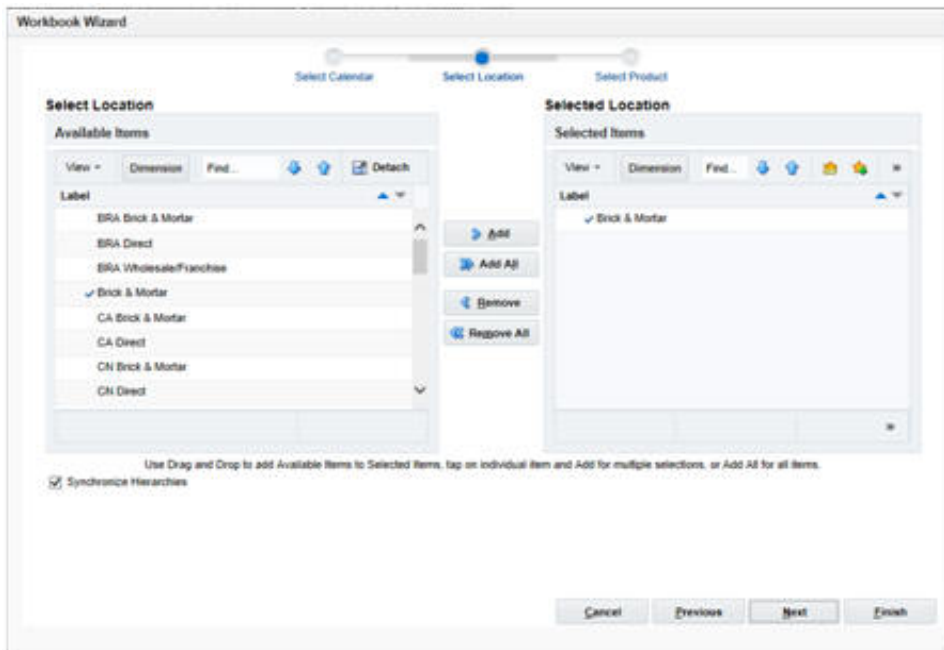 Workbook Wizard
Select Calendar Select Location Select Product
Select Location
Available Items
View Dimension Find... Detach
Label
BRA Brick & Mortar
BRA Direct
BRA Wholesale/Franchise
Brick & Mortar
CA Brick & Mortar
CA Direct
CN Brick & Mortar
CN Direct
Add
Add All
Remove
Remove All
Selected Location
Selected Items
View Dimension Find... »
Label
Brick & Mortar
»
Use Drag and Drop to add Available Items to Selected Items, tap on individual item and Add for multiple selections, or Add All for all items.
Synchronize Hierarchies
Cancel Previous Next Finish